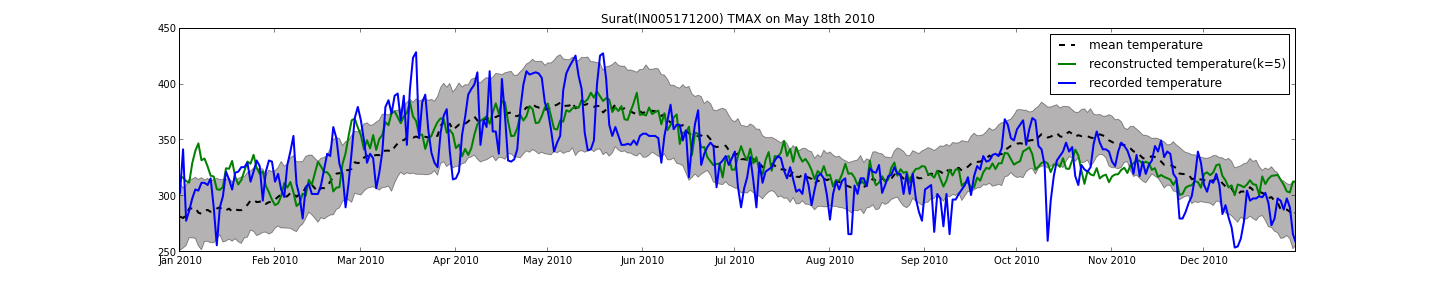 Surat(IN005171200) TMAX on May 18th 2010
450
400
350
300
250
mean temperature
reconstructed temperature(k=5)
recorded temperature
Jan 2010 Feb 2010 Mar 2010 Apr 2010 May 2010 Jun 2010 Jul 2010 Aug 2010 Sep 2010 Oct 2010 Nov 2010 Dec 2010